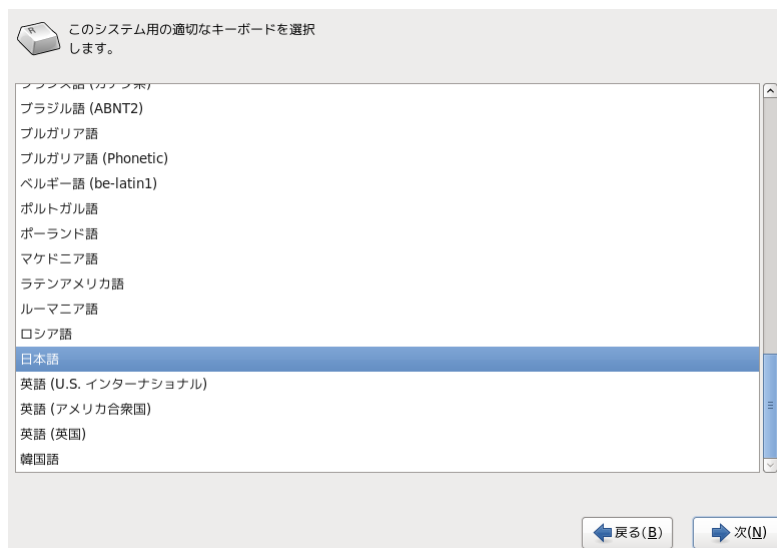 このシステム用の適切なキーボードを選択
します。
ブラジル語 (ABNT2)
ブルガリア語
ブルガリア語 (Phonetic)
ベルギー語 (be-latin1)
ポルトガル語
ポーランド語
マケドニア語
ラテンアメリカ語
ルーマニア語
ロシア語
日本語
英語 (U.S. インターナショナル)
英語 (アメリカ合衆国)
英語 (英国)
韓国語
戻る(B)
次(N)